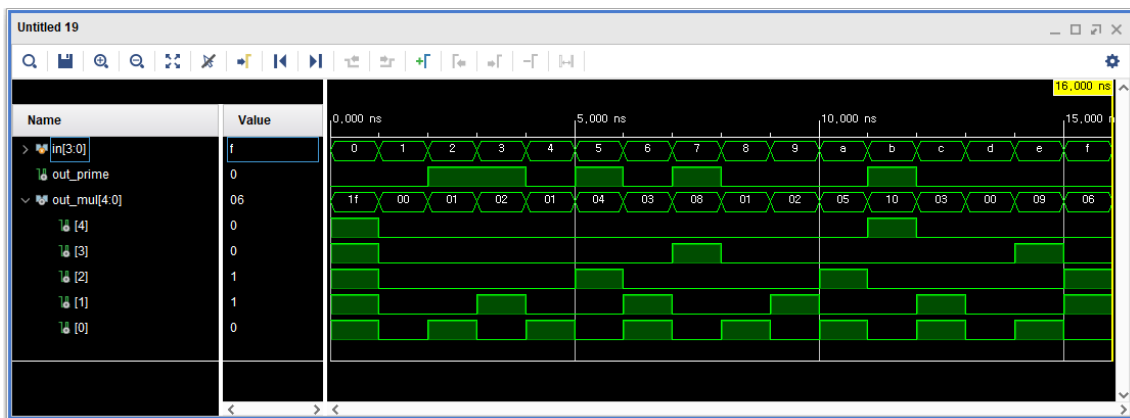 Untitled 19
16,000 ns
Name Value 0,000 ns 5,000 ns 10,000 ns 15,000 n
in[3:0] f 0 1 2 3 4 5 6 7 8 9 a b c d e f
out_prime 0
out_mul[4:0] 06 1f 00 01 02 01 04 03 08 01 02 05 10 03 00 09 06
[4] 0
[3] 0
[2] 1
[1] 1
[0] 0